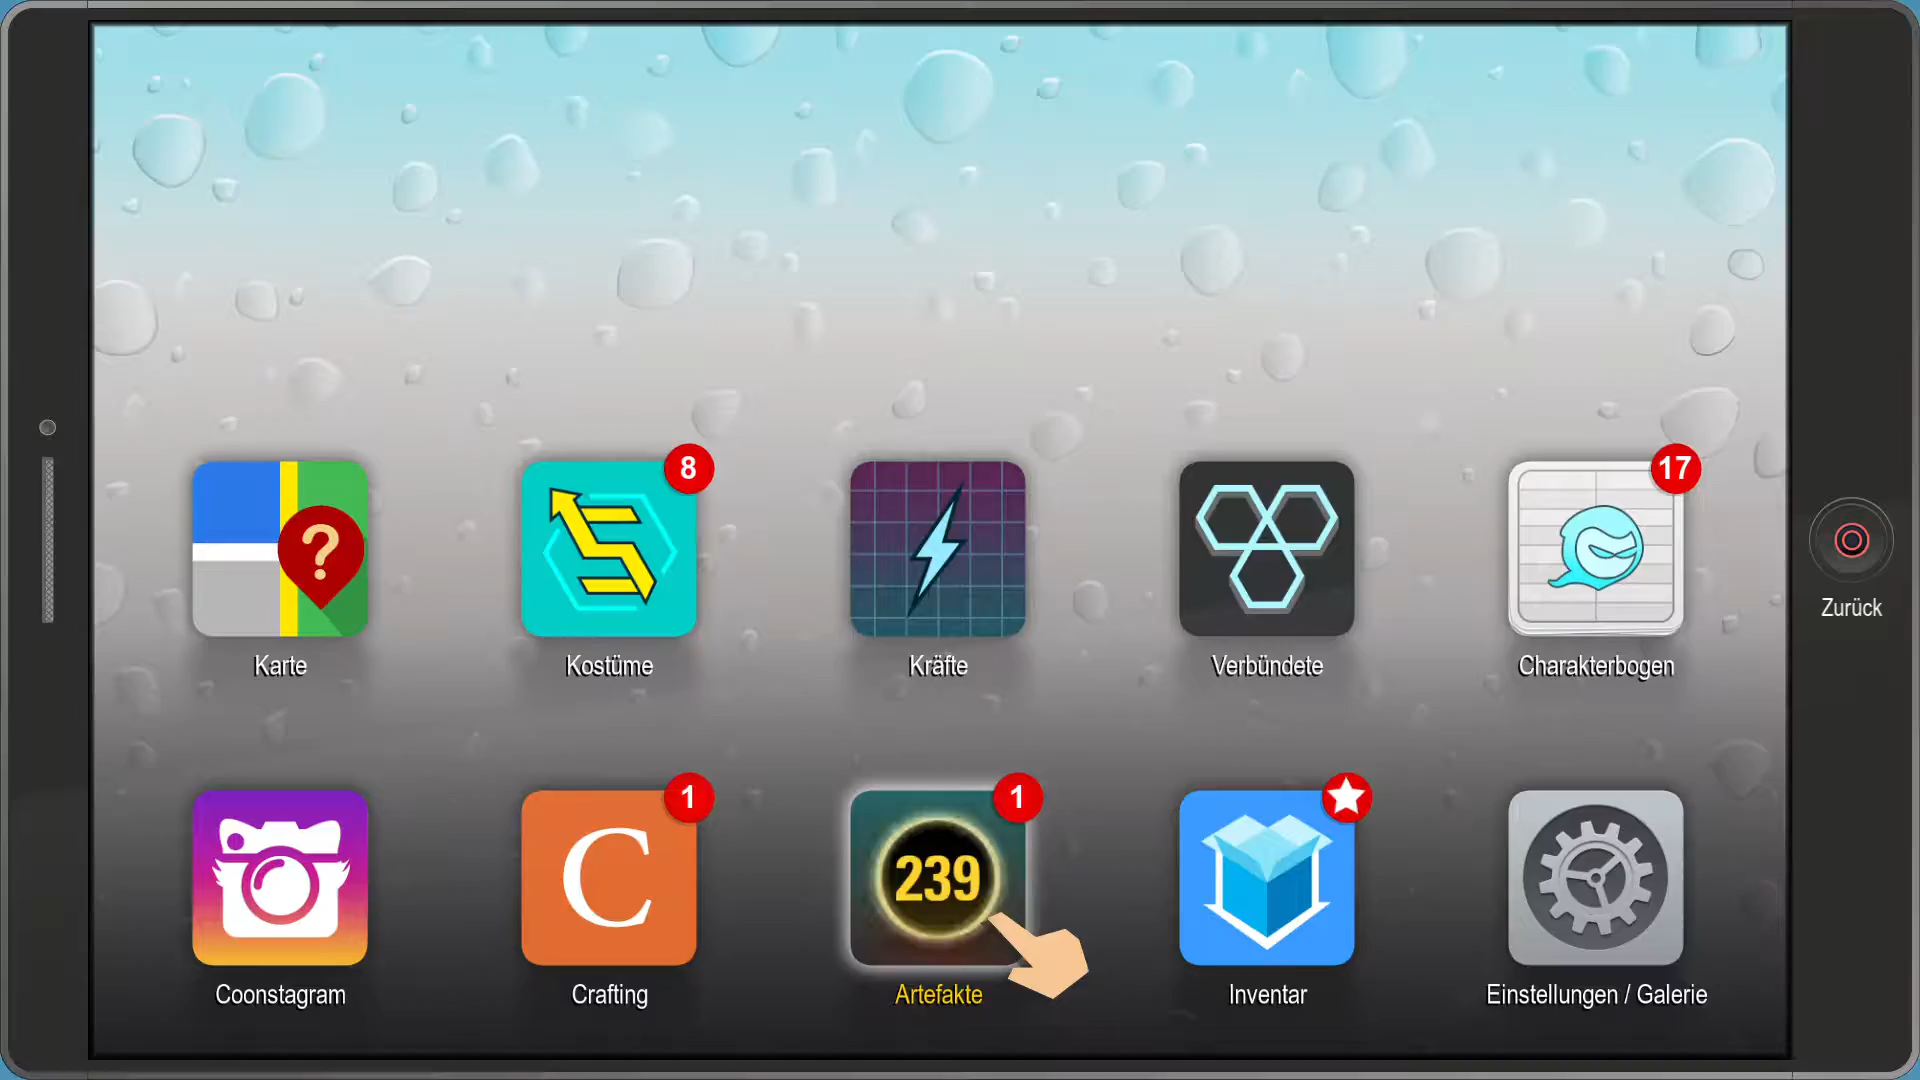 8
17
?
Karte
Kostüme
Kräfte
Verbündete
Charakterbogen
Zurück
1
1
C
239
Coonstagram
Crafting
Artefakte
Inventar
Einstellungen / Galerie